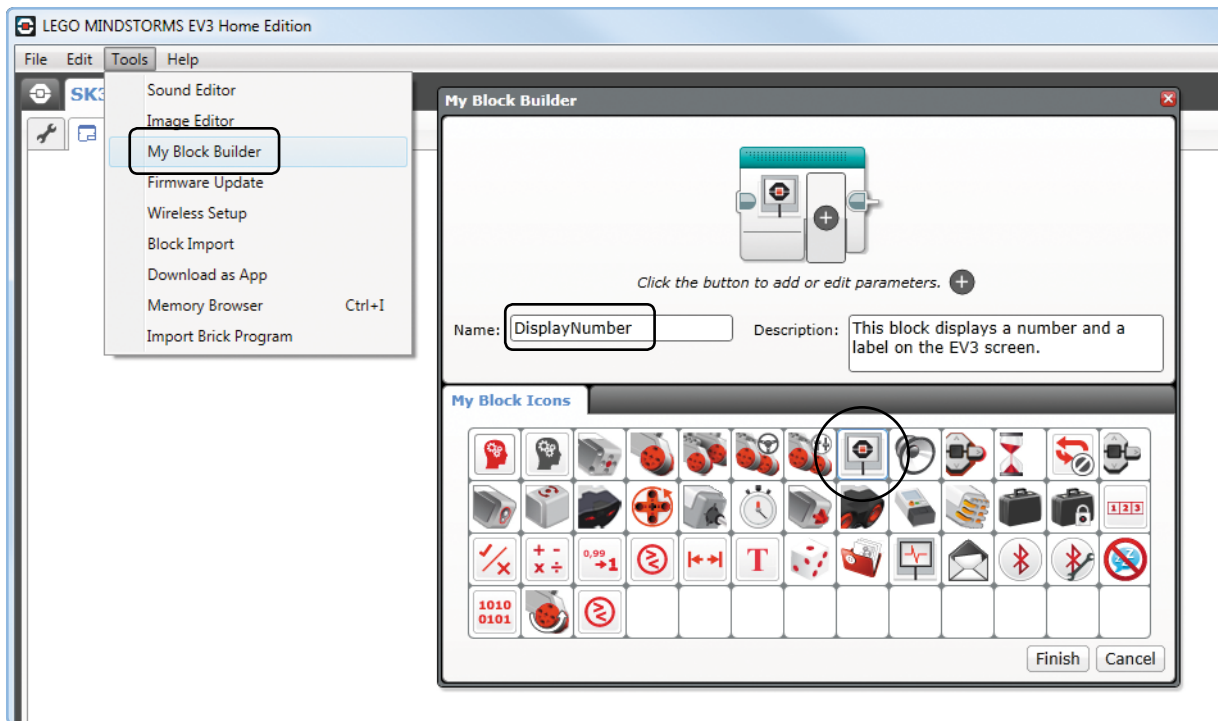 LEGO MINDSTORMS EV3 Home Edition
File Edit Tools Help
SK3
Sound Editor
Image Editor
My Block Builder
Firmware Update
Wireless Setup
Block Import
Download as App
Memory Browser Ctrl+I
Import Brick Program
My Block Builder
Click the button to add or edit parameters.
Name: DisplayNumber Description: This block displays a number and a
label on the EV3 screen.
My Block Icons
1 2 3
+ -
x ÷
0,99
→1
T
zZ
1010
0101
Finish Cancel